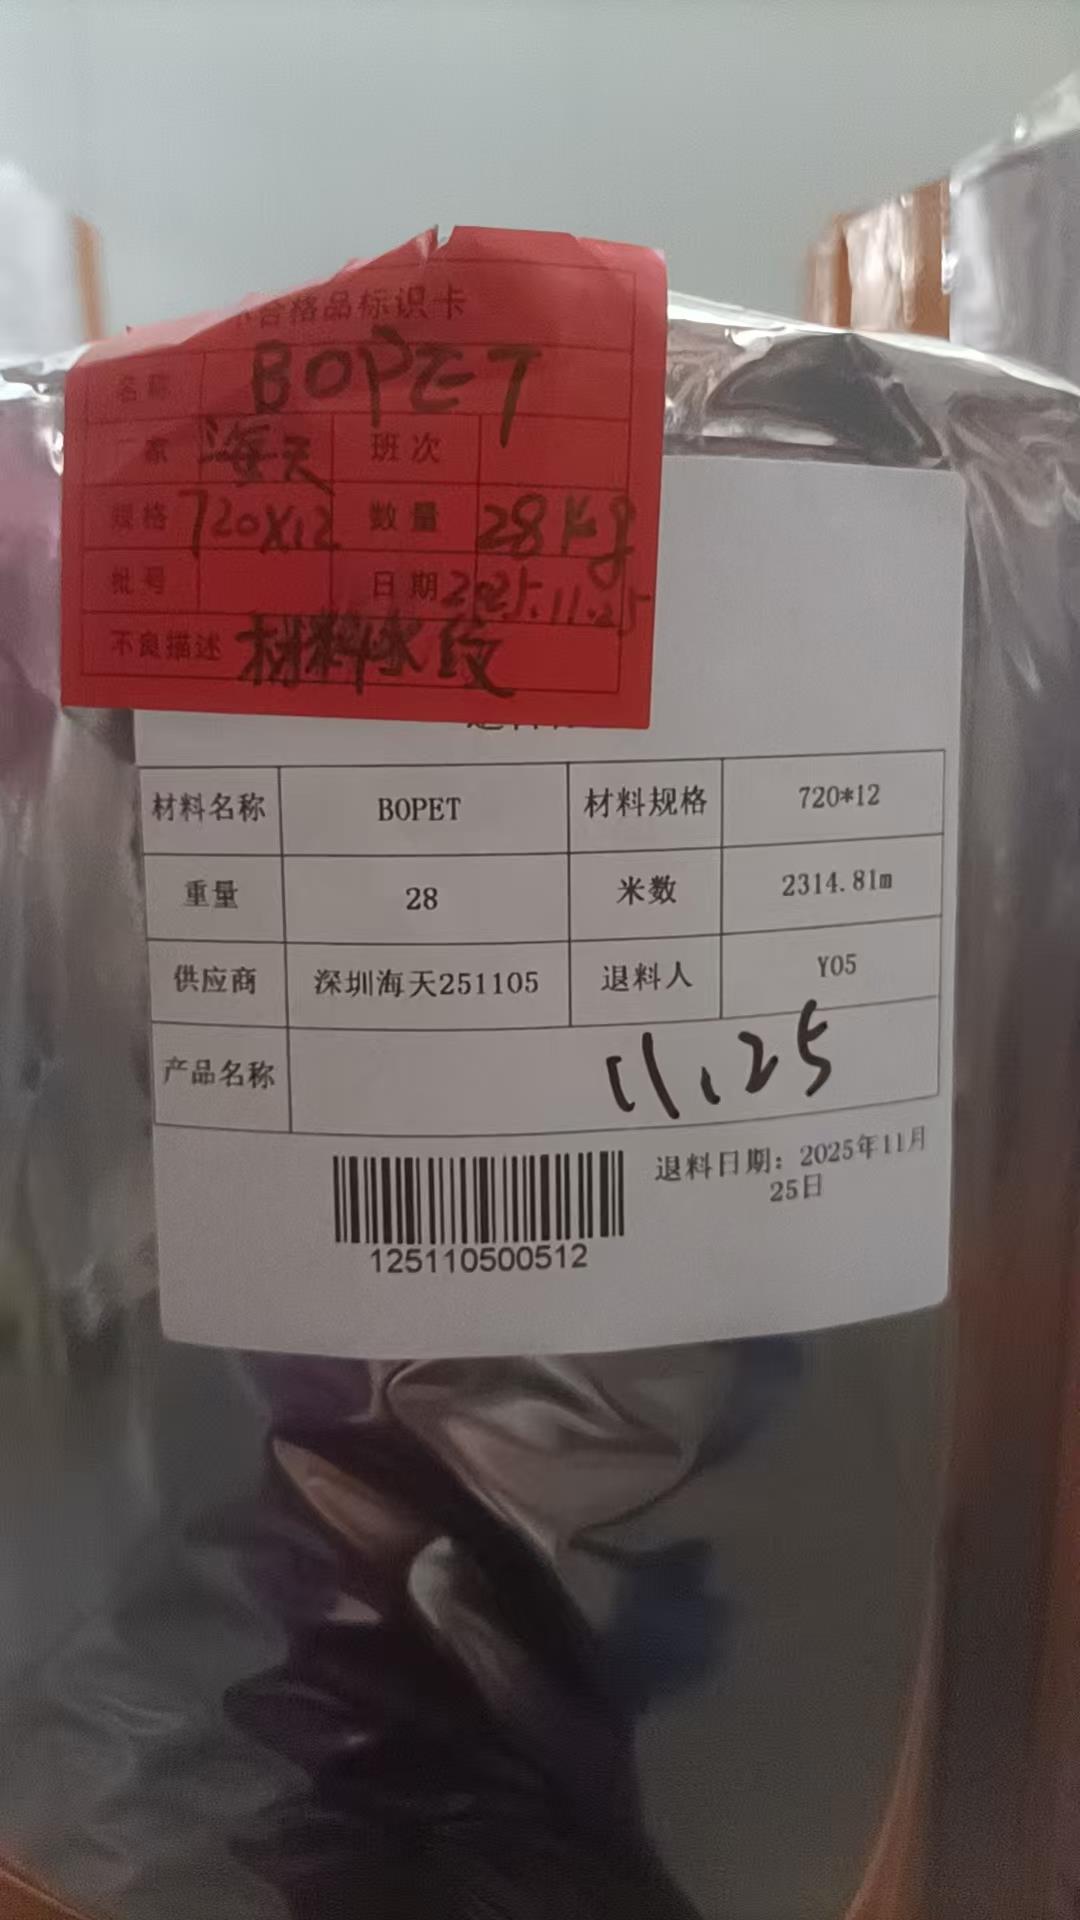 合格品标识卡
名称 BOPET
家 海天 班次
规格 720X12 数量 28Kg
批号 日期 2025.11.25
不良描述 材料水纹
材料名称 BOPET 材料规格 720*12
重量 28 米数 2314.81m
供应商 深圳海天251105 退料人 Y05
产品名称 11.25
退料日期：2025年11月
25日
125110500512